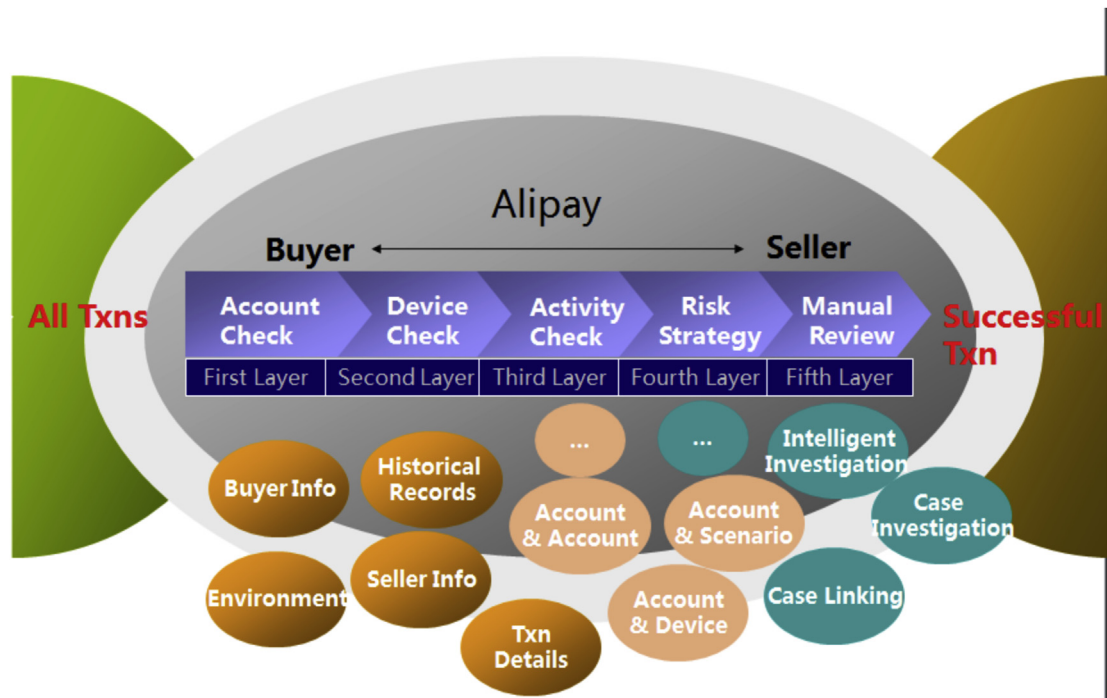 Alipay
Buyer
Seller
All Txns
Account
Check
Device
Check
Activity
Check
Risk
Strategy
Manual
Review
Successful
Txn
First Layer
Second Layer
Third Layer
Fourth Layer
Fifth Layer
...
...
Intelligent
Investigation
Buyer Info
Historical
Records
Account
& Account
Account
& Scenario
Case
Investigation
Environment
Seller Info
Txn
Details
Account
& Device
Case Linking